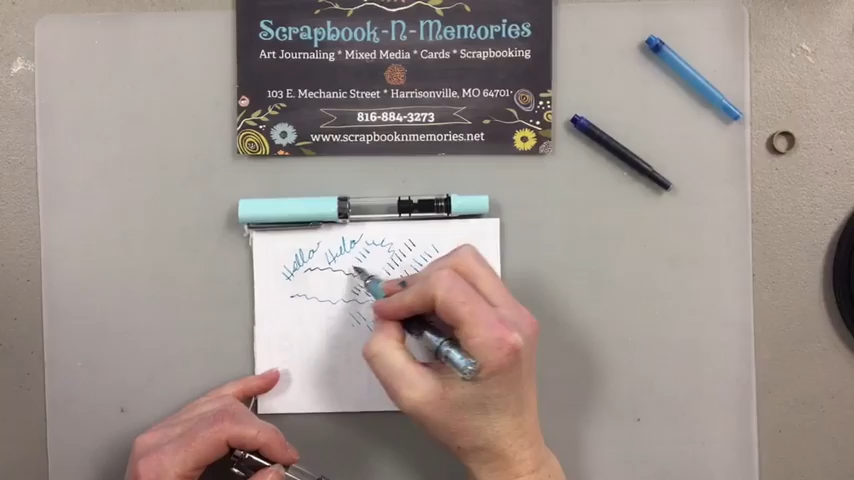 Scrapbook-N-Memories
Art Journaling * Mixed Media * Cards * Scrapbooking
103 E. Mechanic Street * Harrisonville, MO 64701
816-884-3273
www.scrapbooknmemories.net
Hello Hello